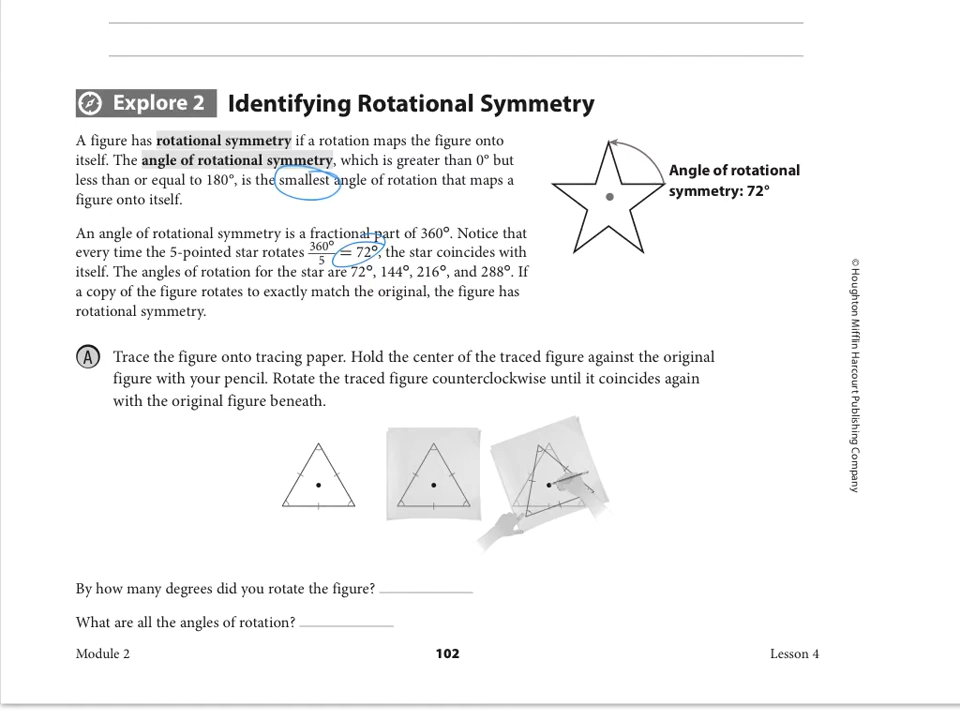 Explore 2 Identifying Rotational Symmetry
A figure has rotational symmetry if a rotation maps the figure onto
itself. The angle of rotational symmetry, which is greater than 0° but
less than or equal to 180°, is the smallest angle of rotation that maps a
figure onto itself.
Angle of rotational
symmetry: 72°
An angle of rotational symmetry is a fractional part of 360°. Notice that
every time the 5-pointed star rotates 360°/5 = 72°, the star coincides with
itself. The angles of rotation for the star are 72°, 144°, 216°, and 288°. If
a copy of the figure rotates to exactly match the original, the figure has
rotational symmetry.
A Trace the figure onto tracing paper. Hold the center of the traced figure against the original
figure with your pencil. Rotate the traced figure counterclockwise until it coincides again
with the original figure beneath.
By how many degrees did you rotate the figure?
What are all the angles of rotation?
Module 2 102 Lesson 4
© Houghton Mifflin Harcourt Publishing Company